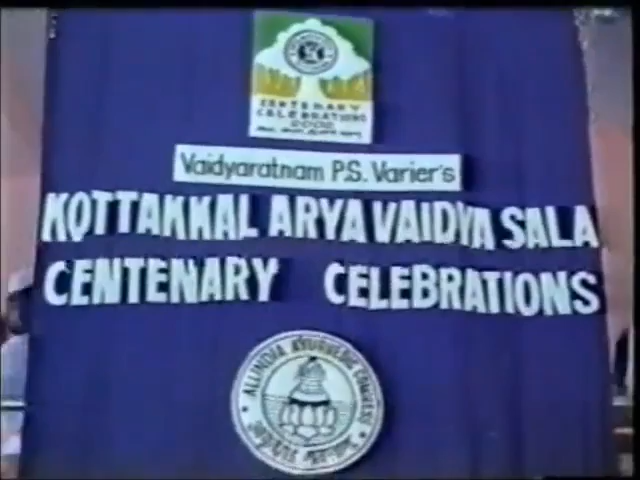 CENTENARY
CELEBRATIONS
Vaidyaratnam P.S. Varier's
KOTTAKKAL ARYA VAIDYA SALA
CENTENARY CELEBRATIONS
ALL INDIA AYURVEDIC CONGRESS